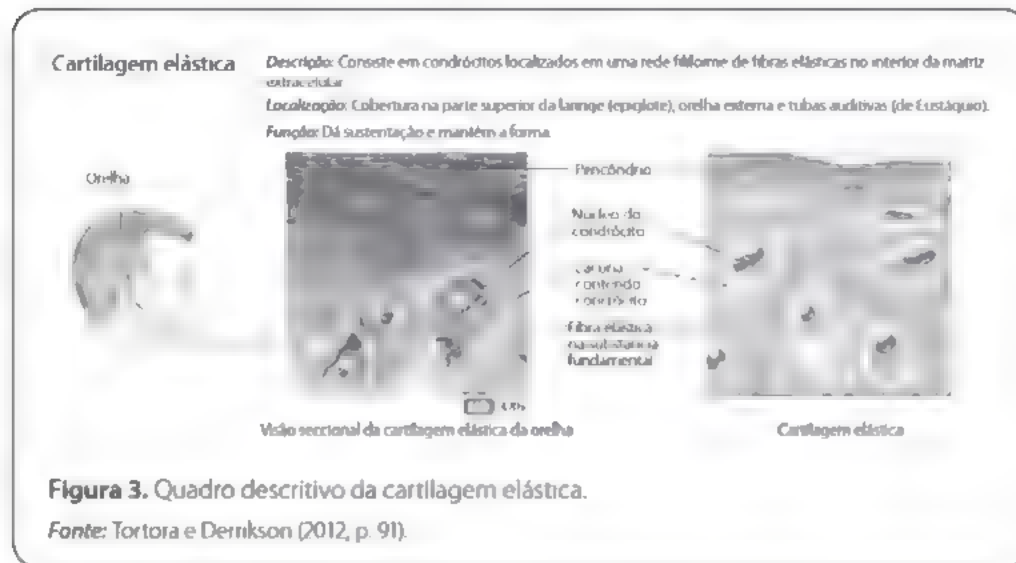 Cartilagem elástica
Descrição: Consiste em condrócitos localizados em uma rede filiforme de fibras elásticas no interior da matriz
extracelular
Localização: Cobertura na parte superior da laringe (epiglote), orelha externa e tubas auditivas (de Eustáquio).
Função: Dá sustentação e mantém a forma
Orelha
Pericôndrio
Núcleo do
condrócito
Lacuna
contendo
condrócito
Fibra elástica
na substância
fundamental
Visão seccional da cartilagem elástica da orelha
Cartilagem elástica
Figura 3. Quadro descritivo da cartilagem elástica.
Fonte: Tortora e Derrikson (2012, p. 91).